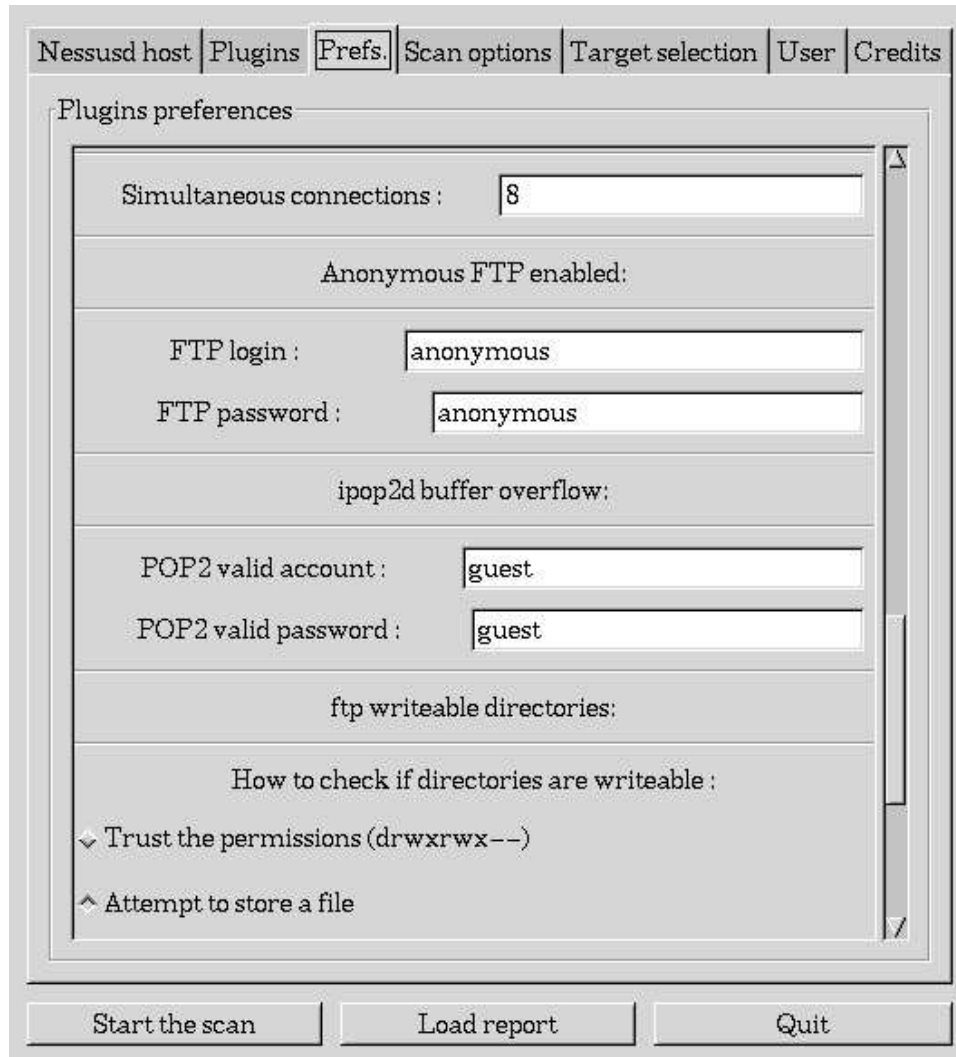 Nessusd host Plugins Prefs. Scan options Target selection User Credits
Plugins preferences
Simultaneous connections : 8
Anonymous FTP enabled:
FTP login : anonymous
FTP password : anonymous
ipop2d buffer overflow:
POP2 valid account : guest
POP2 valid password : guest
ftp writeable directories:
How to check if directories are writeable :
Trust the permissions (drwxrwx--)
Attempt to store a file
Start the scan Load report Quit